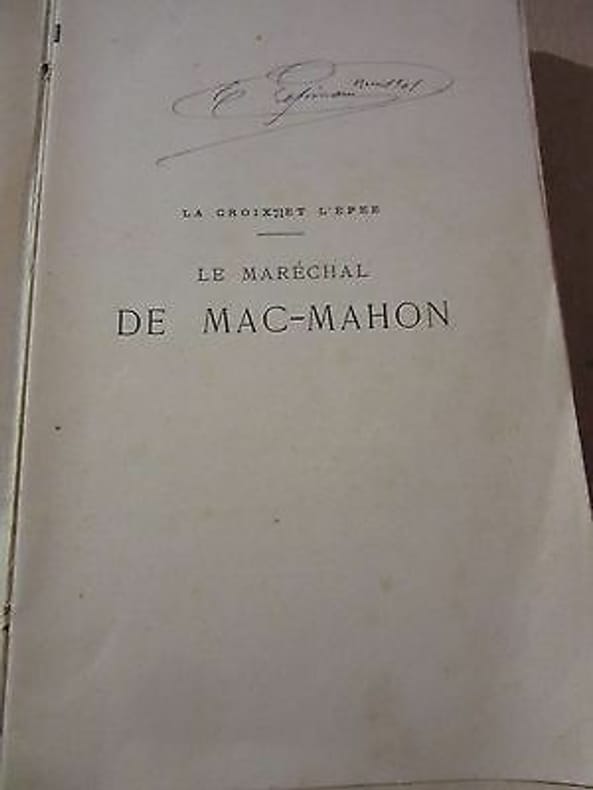 LA CROIX ET L'ÉPÉE
LE MARÉCHAL
DE MAC-MAHON